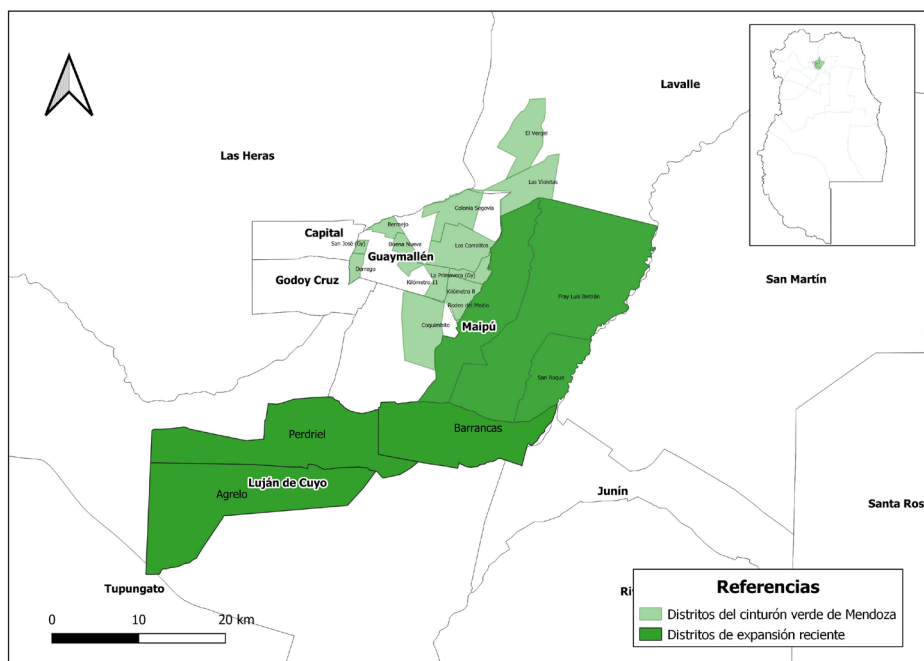 Lavalle
El Vergel
Las Heras
Las Violetas
Colonia Segovia
Bermejo
Capital
San José (Gy)
Buena Nueva
Los Corralitos
Guaymallén
Dorrego
La Primavera (Gy)
Godoy Cruz
Kilómetro 11
Kilómetro 8
San Martín
Fray Luis Beltrán
Rodeo del Medio
Coquimbito
Maipú
San Roque
Barrancas
Perdriel
Luján de Cuyo
Agrelo
Junín
Santa Ros
Tupungato
Referencias
Distritos del cinturón verde de Mendoza
Distritos de expansión reciente
0 10 20 km